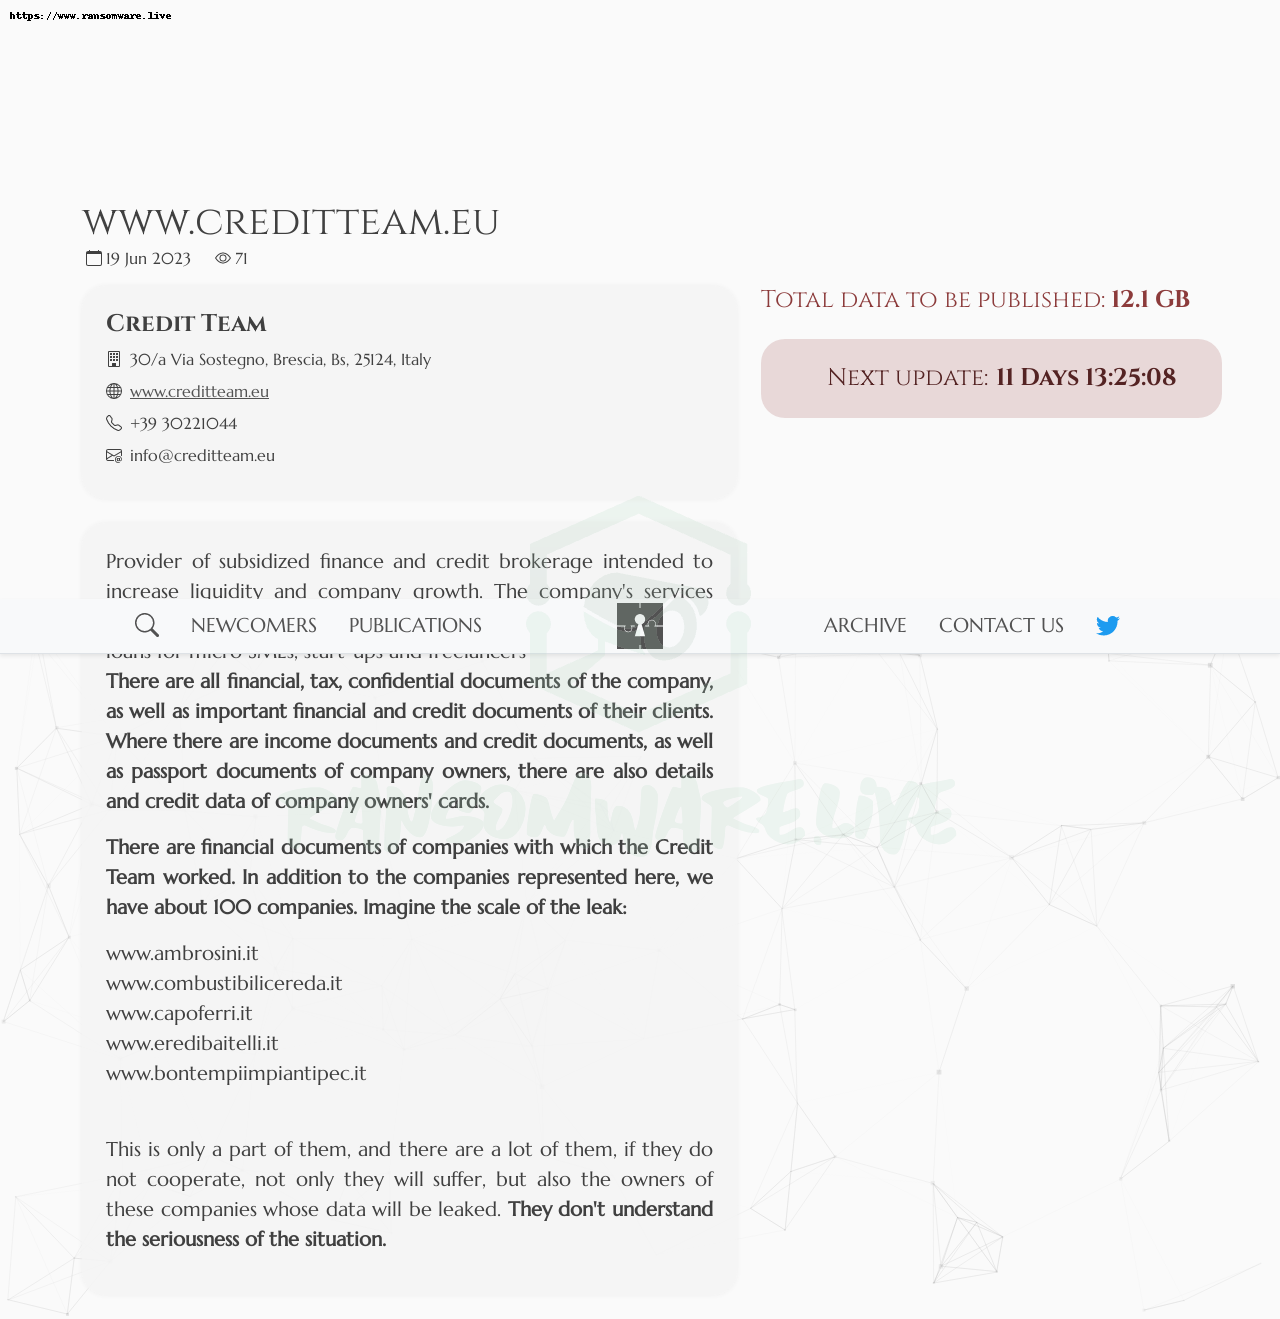 https://www.ransomware.live
www.creditteam.eu
19 Jun 2023 71
Credit Team
30/a Via Sostegno, Brescia, Bs, 25124, Italy
www.creditteam.eu
+39 30221044
info@creditteam.eu
Total data to be published: 12.1 GB
Next update: 11 Days 13:25:08
Provider of subsidized finance and credit brokerage intended to
increase liquidity and company growth. The company's services
NEWCOMERS PUBLICATIONS ARCHIVE CONTACT US
loans for micro SMEs, start-ups and freelancers
There are all financial, tax, confidential documents of the company,
as well as important financial and credit documents of their clients.
Where there are income documents and credit documents, as well
as passport documents of company owners, there are also details
and credit data of company owners' cards.
RANSOMWARE.LIVE
There are financial documents of companies with which the Credit
Team worked. In addition to the companies represented here, we
have about 100 companies. Imagine the scale of the leak:
www.ambrosini.it
www.combustibilicereda.it
www.capoferri.it
www.eredibaitelli.it
www.bontempiimpiantipec.it
This is only a part of them, and there are a lot of them, if they do
not cooperate, not only they will suffer, but also the owners of
these companies whose data will be leaked. They don't understand
the seriousness of the situation.